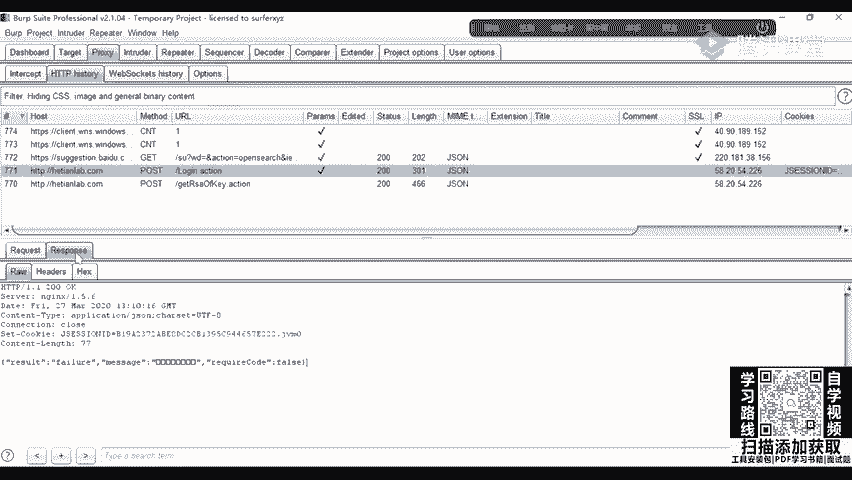 Burp Suite Professional v2.1.04 - Temporary Project - licensed to surferxyz
Burp Project Intruder Repeater Window Help
Dashboard Target Proxy Intruder Repeater Sequencer Decoder Comparer Extender Project options User options
Intercept HTTP history WebSockets history Options
Filter: Hiding CSS, image and general binary content
# Host Method URL Params Edited Status Length MIME t... Extension Title Comment SSL IP Cookies
774 https://client.wns.windows... CNT 1 ✓ ✓ 40.90.189.152
773 https://client.wns.windows... CNT 1 ✓ ✓ 40.90.189.152
772 https://suggestion.baidu.c... GET /su?wd=&action=opensearch&ie... ✓ 200 202 JSON ✓ 220.181.38.156
771 http://hetianlab.com POST /Login.action ✓ 200 301 JSON 58.20.54.226 JSESSIONID=...
770 http://hetianlab.com POST /getRsaOfKey.action 200 466 JSON 58.20.54.226
Request Response
Raw Headers Hex
HTTP/1.1 200 OK
Server: nginx/1.5.6
Date: Fri, 27 Mar 2020 13:10:16 GMT
Content-Type: application/json;charset=UTF-8
Connection: close
Content-Length: 77
{"result":"failure","message":"□□□□□□□□","requireCode":false}
? < + > Type a search term
学习路线
自学视频
扫描添加获取
工具安装包|PDF学习书籍|面试题